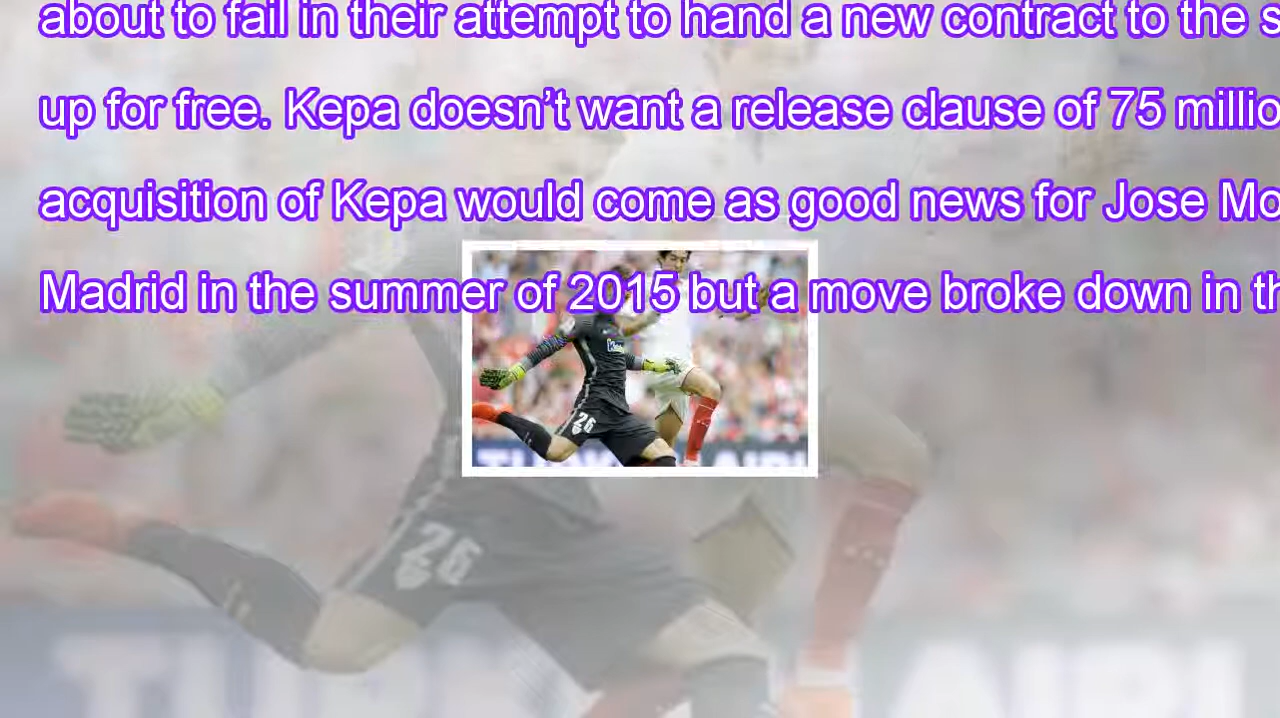 about to fail in their attempt to hand a new contract to the s
up for free. Kepa doesn’t want a release clause of 75 millio
acquisition of Kepa would come as good news for Jose Mo
Madrid in the summer of 2015 but a move broke down in th
26
26